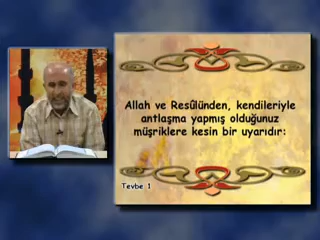 Allah ve Resûlünden, kendileriyle
antlaşma yapmış olduğunuz
müşriklere kesin bir uyarıdır:
Tevbe 1